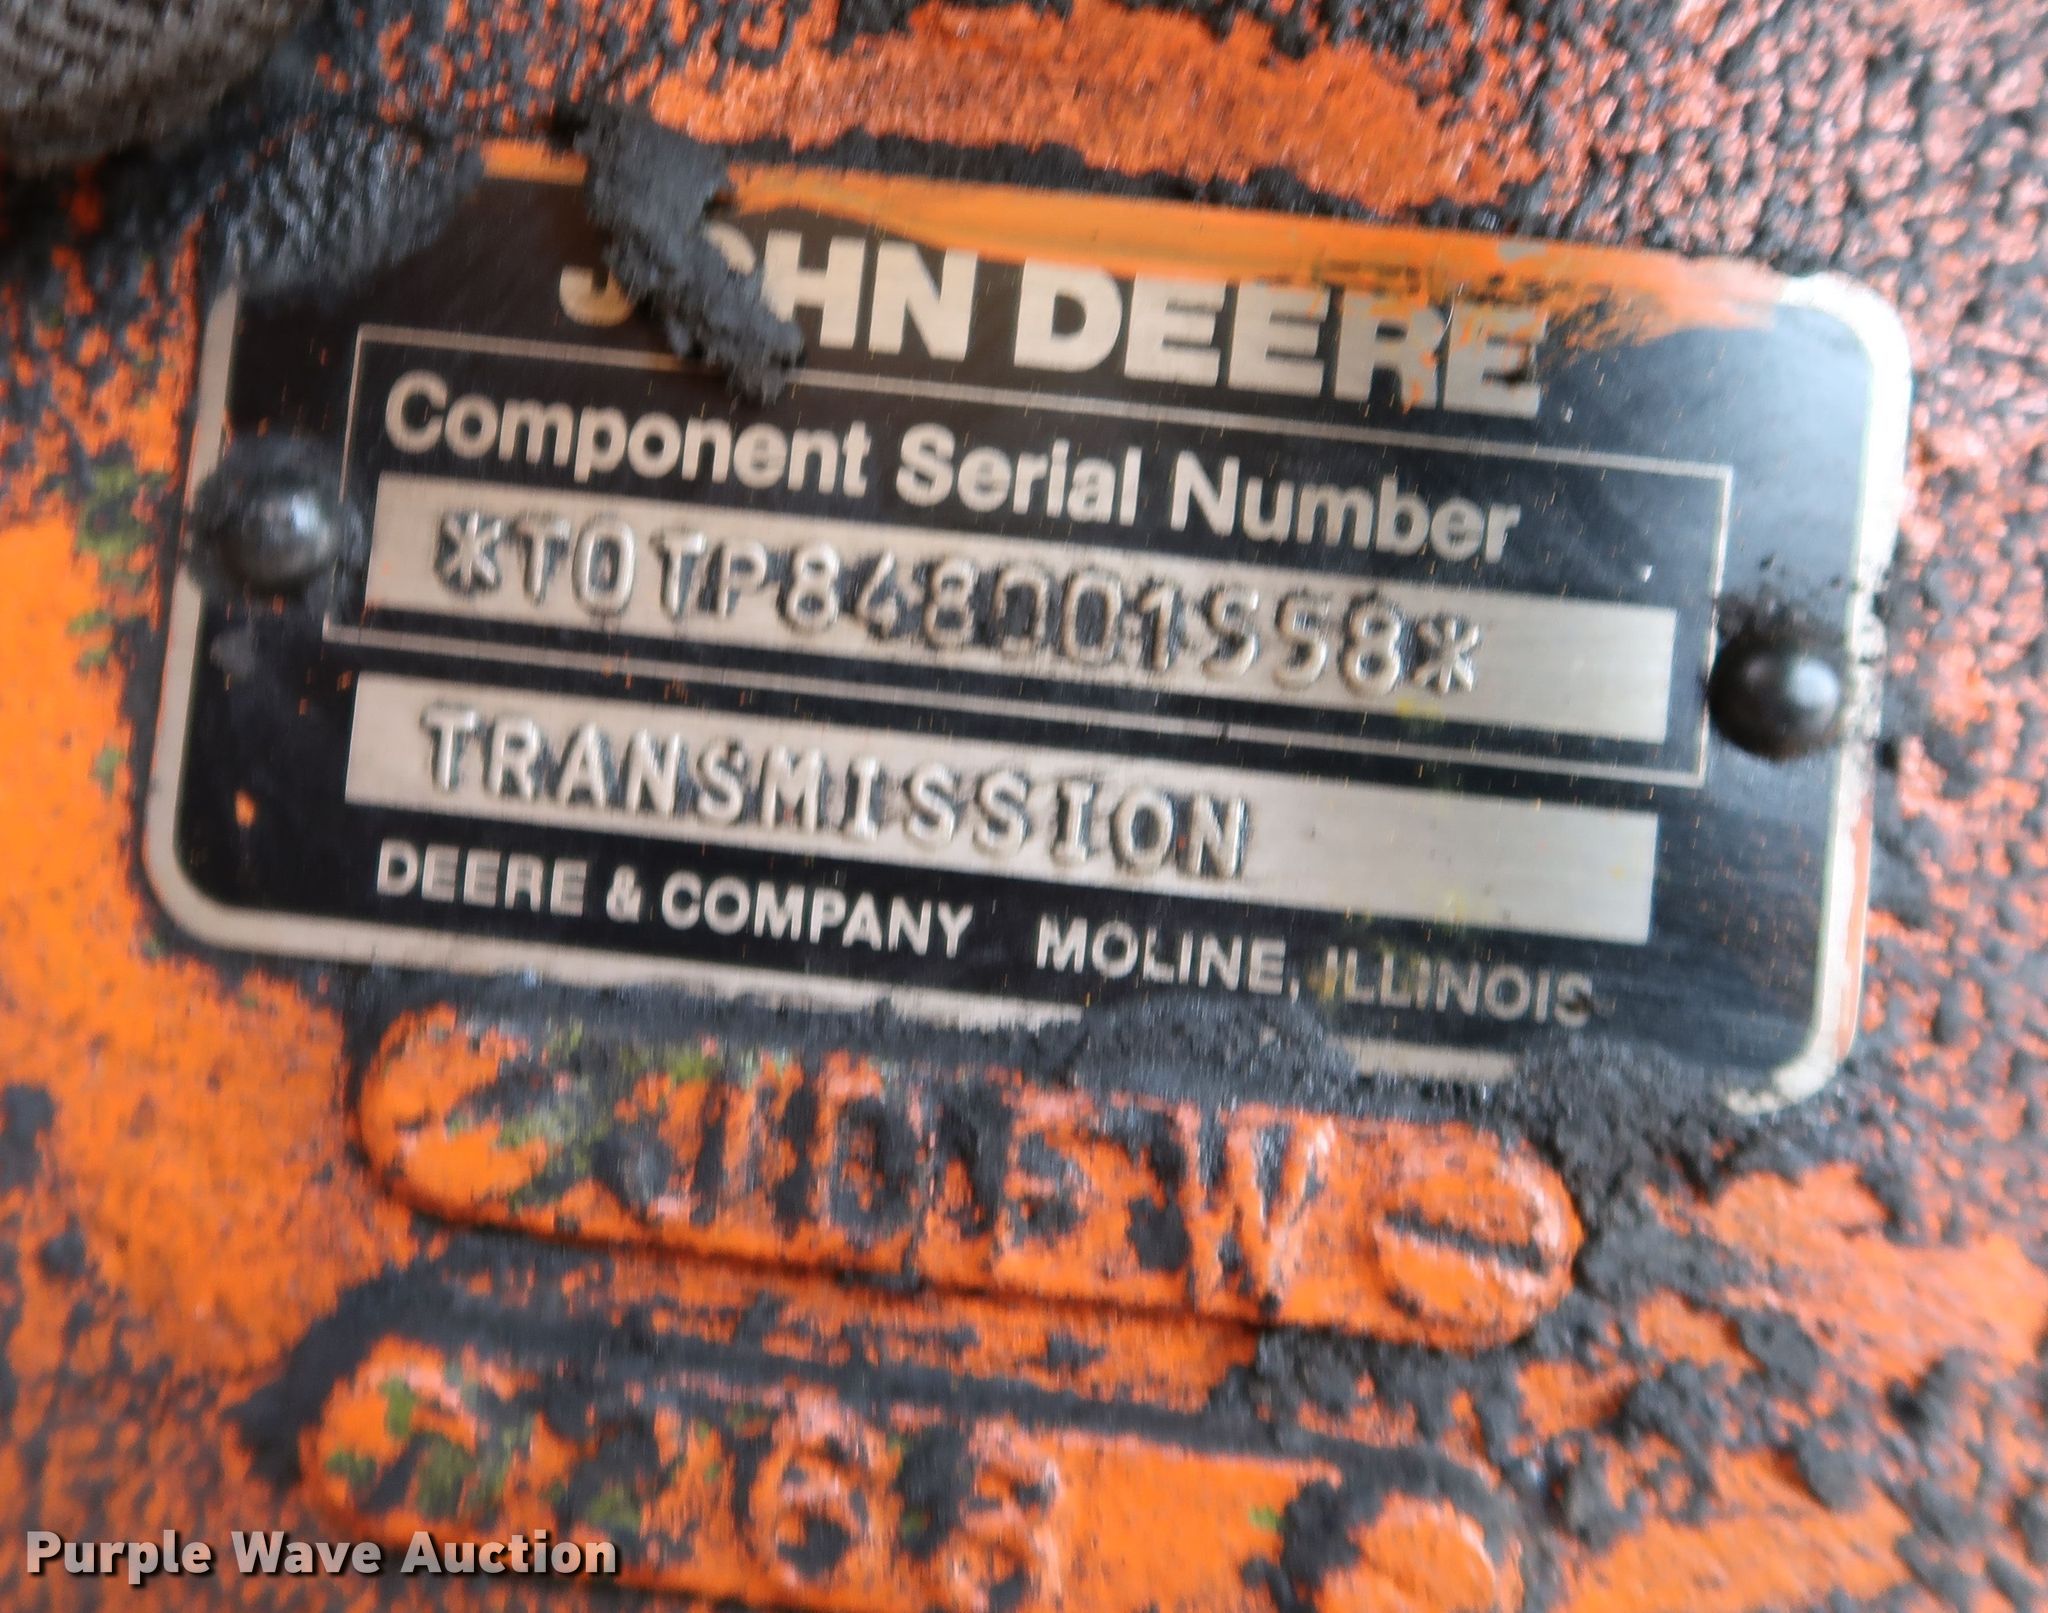 JOHN DEERE
Component Serial Number
*T0TP848001558*
TRANSMISSION
DEERE & COMPANY MOLINE, ILLINOIS
Purple Wave Auction